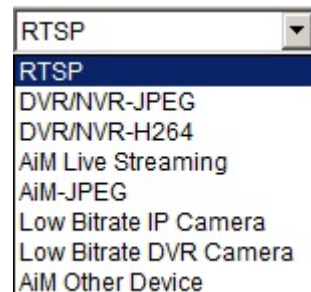 RTSP
RTSP
DVR/NVR-JPEG
DVR/NVR-H264
AiM Live Streaming
AiM-JPEG
Low Bitrate IP Camera
Low Bitrate DVR Camera
AiM Other Device